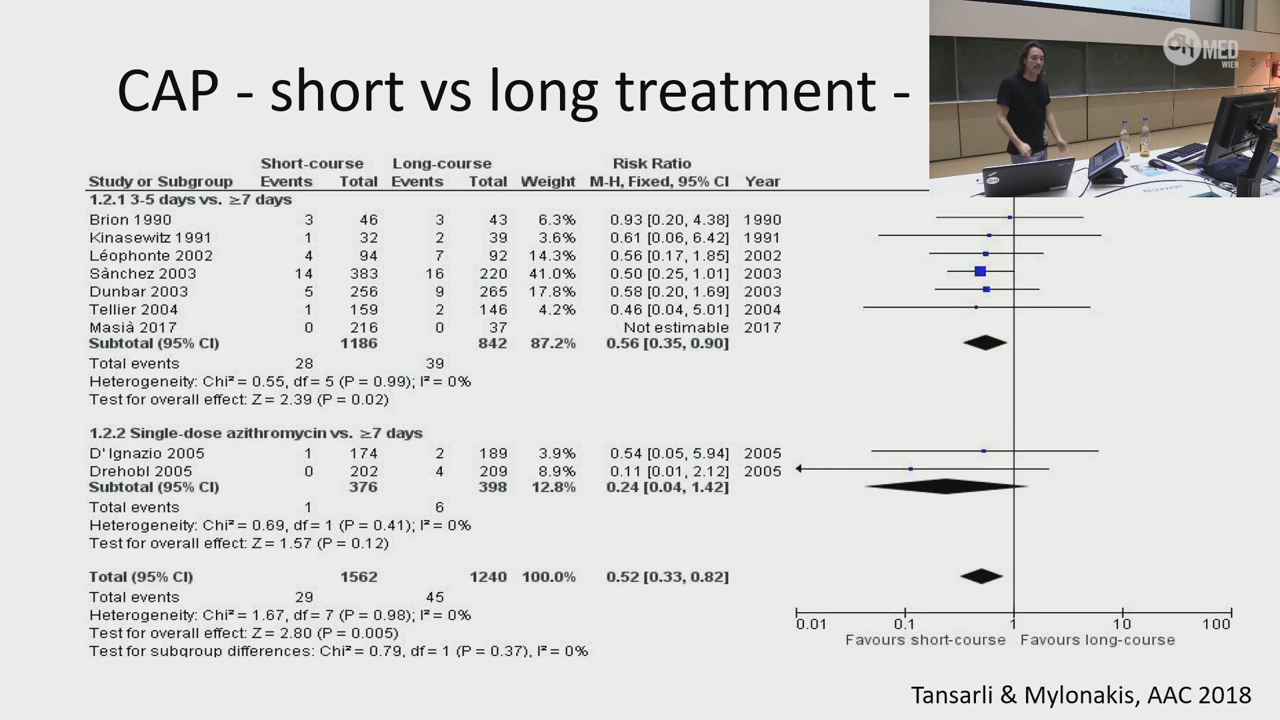 CAP - short vs long treatment -
MED
WIEN
Short-course Long-course Risk Ratio
Study or Subgroup Events Total Events Total Weight M-H, Fixed, 95% CI Year
1.2.1 3-5 days vs. ≥7 days
Brion 1990 3 46 3 43 6.3% 0.93 [0.20, 4.38] 1990
Kinasewitz 1991 1 32 2 39 3.6% 0.61 [0.06, 6.42] 1991
Léophonte 2002 4 94 7 92 14.3% 0.56 [0.17, 1.85] 2002
Sànchez 2003 14 383 16 220 41.0% 0.50 [0.25, 1.01] 2003
Dunbar 2003 5 256 9 265 17.8% 0.58 [0.20, 1.69] 2003
Tellier 2004 1 159 2 146 4.2% 0.46 [0.04, 5.01] 2004
Masià 2017 0 216 0 37 Not estimable 2017
Subtotal (95% CI) 1186 842 87.2% 0.56 [0.35, 0.90]
Total events 28 39
Heterogeneity: Chi² = 0.55, df = 5 (P = 0.99); I² = 0%
Test for overall effect: Z = 2.39 (P = 0.02)
1.2.2 Single-dose azithromycin vs. ≥7 days
D' Ignazio 2005 1 174 2 189 3.9% 0.54 [0.05, 5.94] 2005
Drehobl 2005 0 202 4 209 8.9% 0.11 [0.01, 2.12] 2005
Subtotal (95% CI) 376 398 12.8% 0.24 [0.04, 1.42]
Total events 1 6
Heterogeneity: Chi² = 0.69, df = 1 (P = 0.41); I² = 0%
Test for overall effect: Z = 1.57 (P = 0.12)
Total (95% CI) 1562 1240 100.0% 0.52 [0.33, 0.82]
Total events 29 45
Heterogeneity: Chi² = 1.67, df = 7 (P = 0.98); I² = 0%
Test for overall effect: Z = 2.80 (P = 0.005)
Test for subgroup differences: Chi² = 0.79, df = 1 (P = 0.37), I² = 0%
0.01 0.1 1 10 100
Favours short-course Favours long-course
Tansarli & Mylonakis, AAC 2018